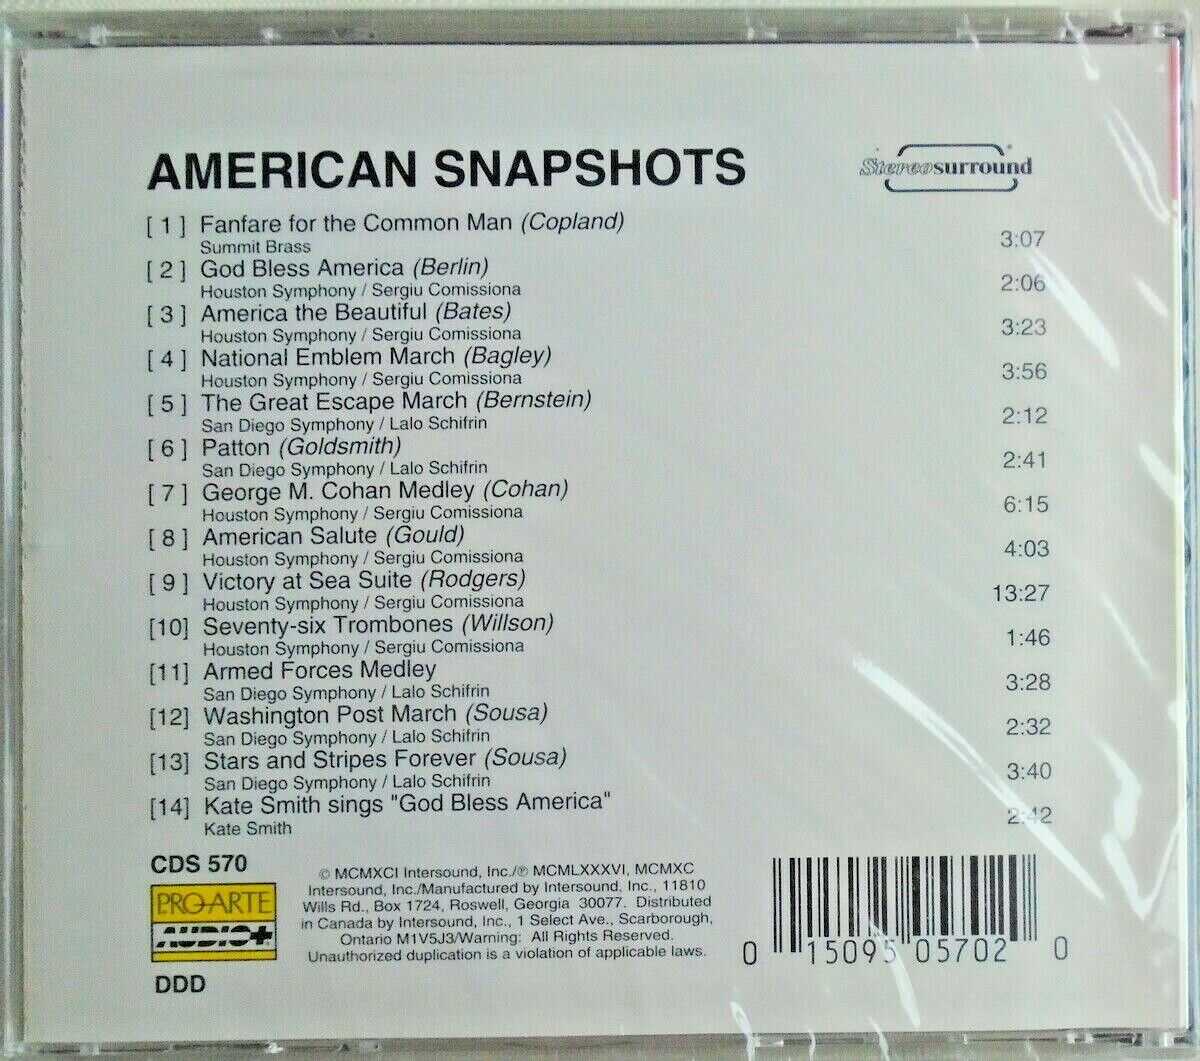 AMERICAN SNAPSHOTS
Stereosurround
[ 1 ] Fanfare for the Common Man (Copland) 3:07
Summit Brass
[ 2 ] God Bless America (Berlin) 2:06
Houston Symphony / Sergiu Comissiona
[ 3 ] America the Beautiful (Bates) 3:23
Houston Symphony / Sergiu Comissiona
[ 4 ] National Emblem March (Bagley) 3:56
Houston Symphony / Sergiu Comissiona
[ 5 ] The Great Escape March (Bernstein) 2:12
San Diego Symphony / Lalo Schifrin
[ 6 ] Patton (Goldsmith) 2:41
San Diego Symphony / Lalo Schifrin
[ 7 ] George M. Cohan Medley (Cohan) 6:15
Houston Symphony / Sergiu Comissiona
[ 8 ] American Salute (Gould) 4:03
Houston Symphony / Sergiu Comissiona
[ 9 ] Victory at Sea Suite (Rodgers) 13:27
Houston Symphony / Sergiu Comissiona
[10] Seventy-six Trombones (Willson) 1:46
Houston Symphony / Sergiu Comissiona
[11] Armed Forces Medley 3:28
San Diego Symphony / Lalo Schifrin
[12] Washington Post March (Sousa) 2:32
San Diego Symphony / Lalo Schifrin
[13] Stars and Stripes Forever (Sousa) 3:40
San Diego Symphony / Lalo Schifrin
[14] Kate Smith sings "God Bless America" 2:42
Kate Smith
CDS 570
PRO-ARTE
AUDIO+
DDD
© MCMXCI Intersound, Inc./℗ MCMLXXXVI, MCMXC
Intersound, Inc./Manufactured by Intersound, Inc., 11810
Wills Rd., Box 1724, Roswell, Georgia 30077. Distributed
in Canada by Intersound, Inc., 1 Select Ave., Scarborough,
Ontario M1V5J3/Warning: All Rights Reserved.
Unauthorized duplication is a violation of applicable laws.
0 15095 05702 0